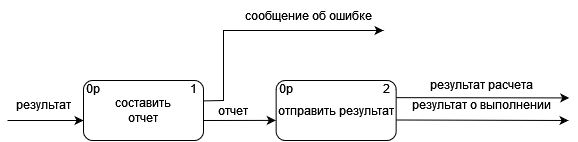 сообщение об ошибке
результат
0р 1
составить
отчет
отчет
0р 2
отправить результат
результат расчета
результат о выполнении